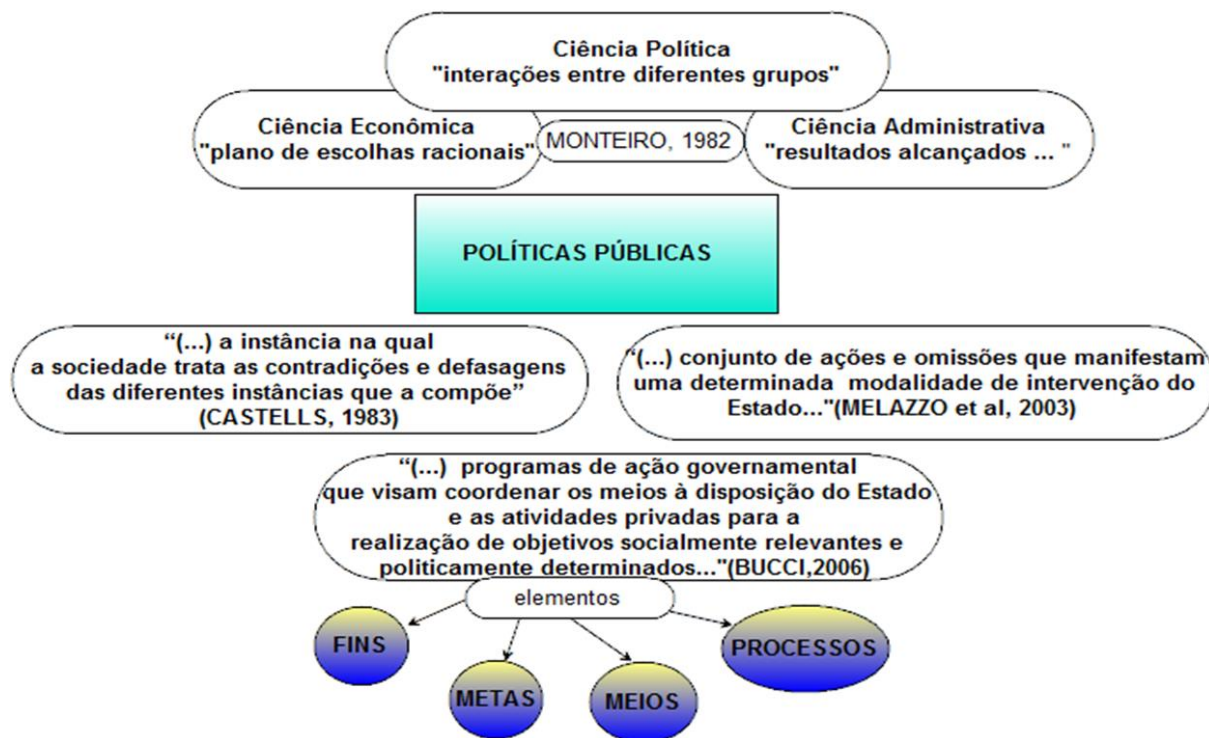 Ciência Política
"interações entre diferentes grupos"
Ciência Econômica
"plano de escolhas racionais"
MONTEIRO, 1982
Ciência Administrativa
"resultados alcançados ... "
POLÍTICAS PÚBLICAS
“(...) a instância na qual
a sociedade trata as contradições e defasagens
das diferentes instâncias que a compõe”
(CASTELLS, 1983)
"(...) conjunto de ações e omissões que manifestam
uma determinada modalidade de intervenção do
Estado..."(MELAZZO et al, 2003)
“(...) programas de ação governamental
que visam coordenar os meios à disposição do Estado
e as atividades privadas para a
realização de objetivos socialmente relevantes e
politicamente determinados..."(BUCCI,2006)
elementos
FINS
METAS
MEIOS
PROCESSOS